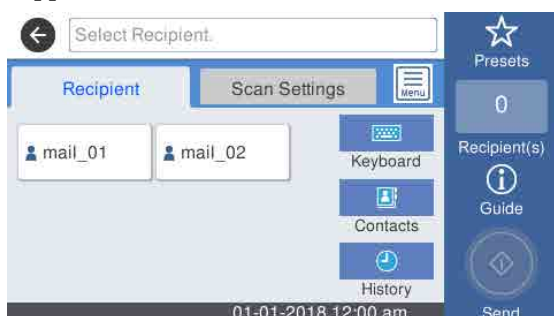 Select Recipient.
Presets
Recipient
Scan Settings
Menu
0
Recipient(s)
mail_01
mail_02
Keyboard
Guide
Contacts
History
01-01-2018 12:00 am
Send